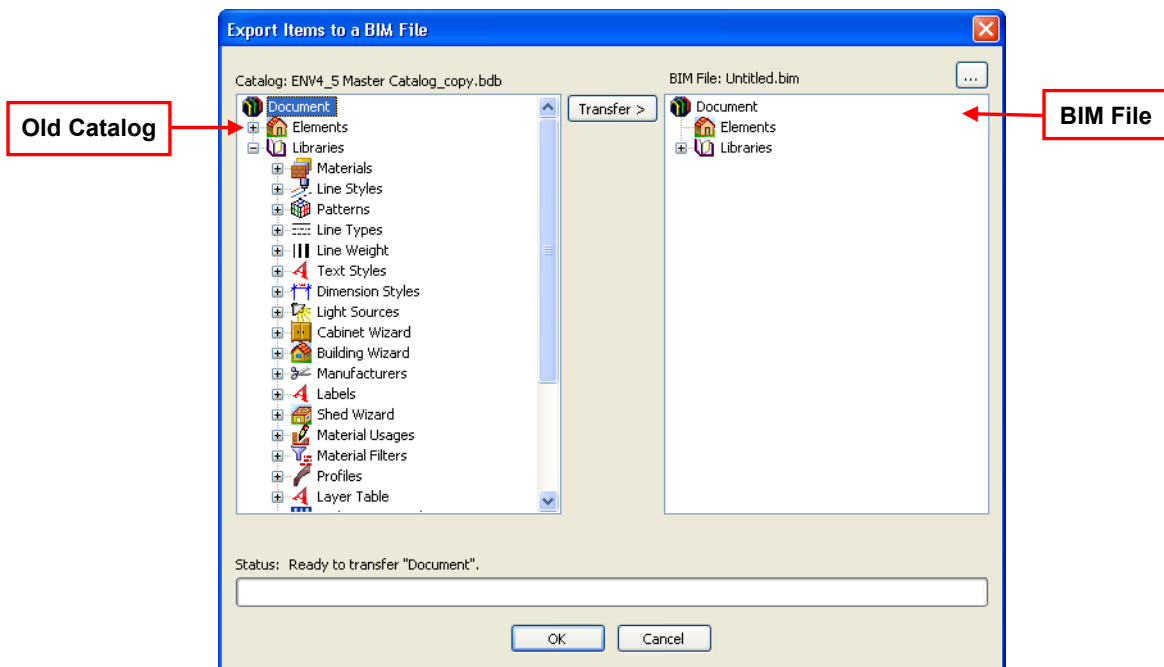 Export Items to a BIM File
Catalog: ENV4_5 Master Catalog_copy.bdb
BIM File: Untitled.bim
...
Old Catalog
BIM File
Transfer >
Document
Elements
Libraries
Materials
Line Styles
Patterns
Line Types
Line Weight
Text Styles
Dimension Styles
Light Sources
Cabinet Wizard
Building Wizard
Manufacturers
Labels
Shed Wizard
Material Usages
Material Filters
Profiles
Layer Table
Document
Elements
Libraries
Status: Ready to transfer "Document".
OK
Cancel